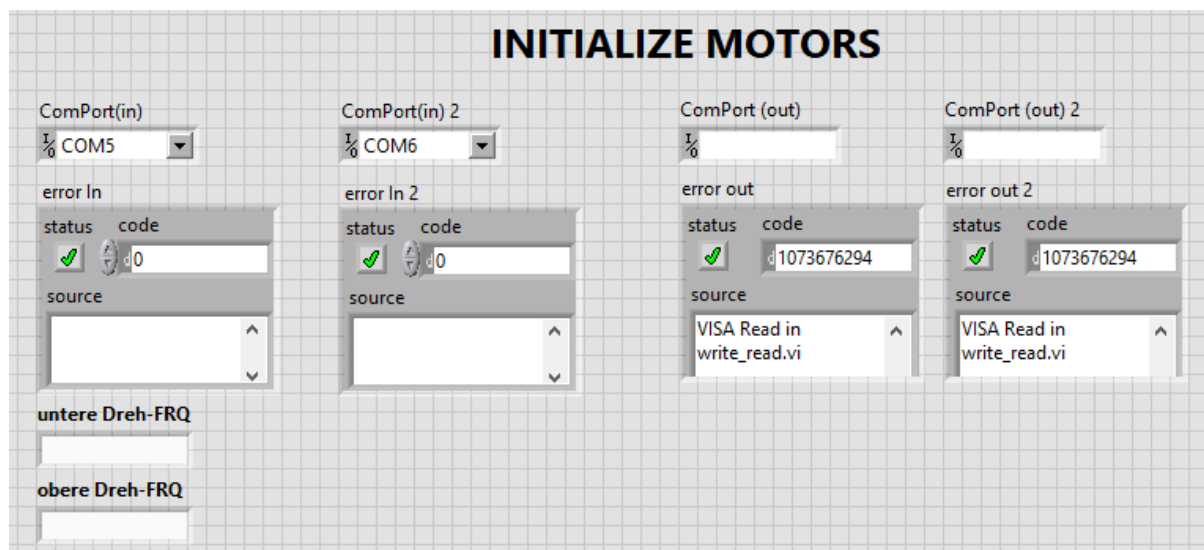 INITIALIZE MOTORS
ComPort(in)
ComPort(in) 2
ComPort (out)
ComPort (out) 2
I/O COM5
I/O COM6
I/O
I/O
error In
error In 2
error out
error out 2
status code
status code
status code
status code
d 0
d 0
d 1073676294
d 1073676294
source
source
source
source
VISA Read in
write_read.vi
VISA Read in
write_read.vi
untere Dreh-FRQ
obere Dreh-FRQ